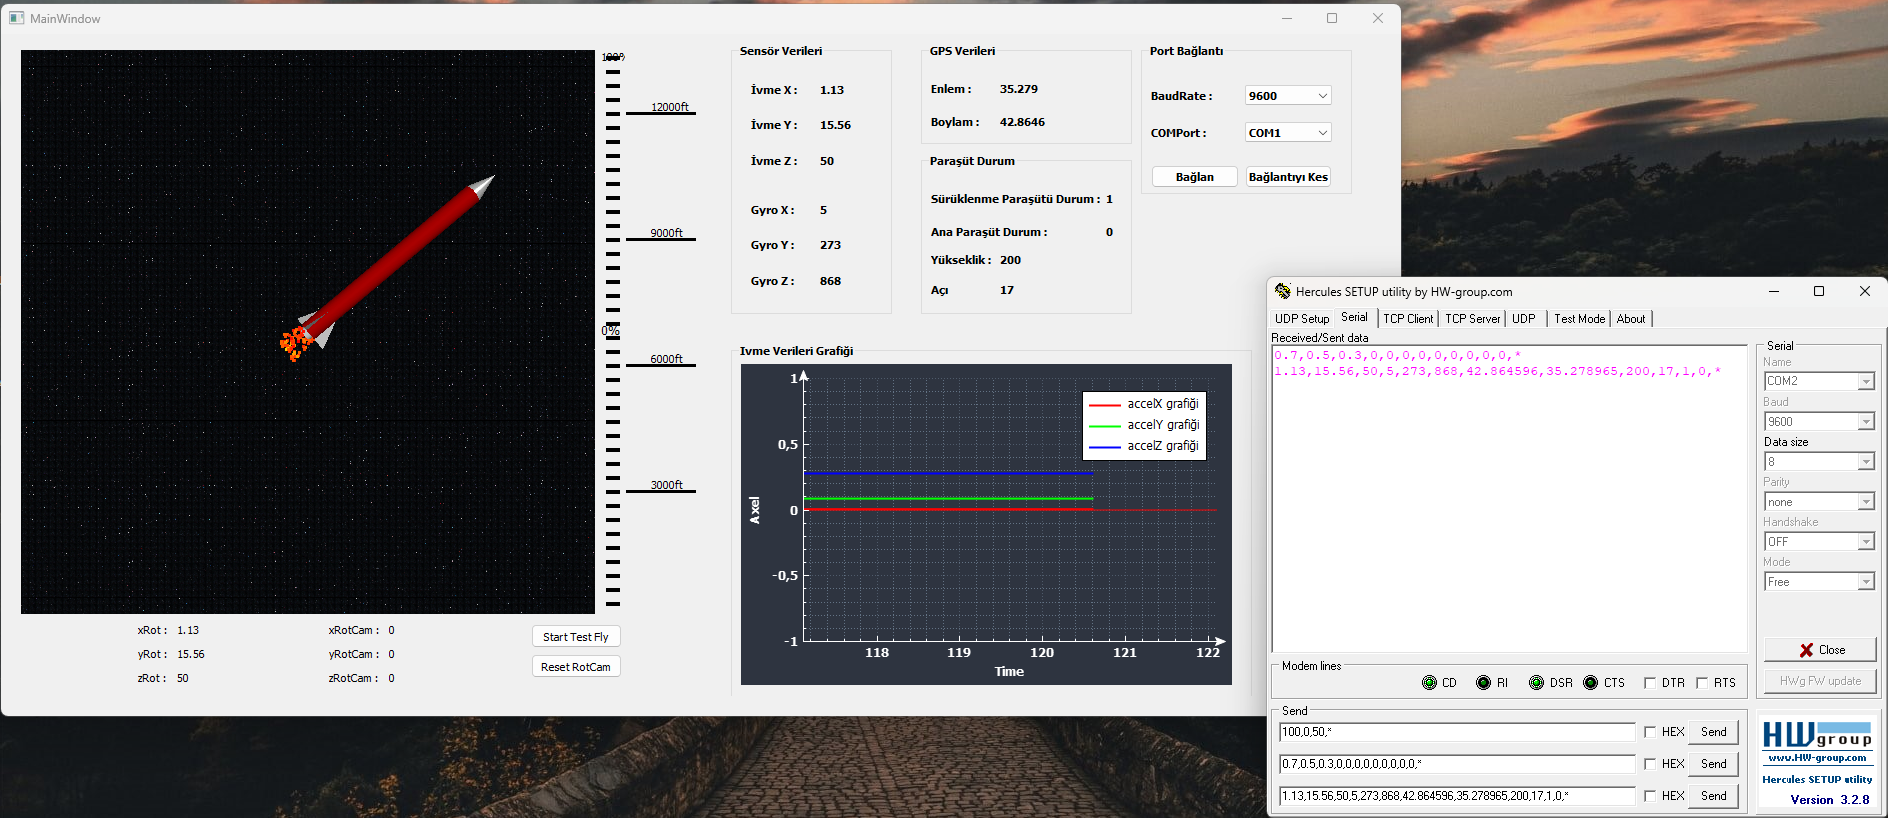 MainWindow
100%
12000ft
9000ft
0%
6000ft
3000ft
xRot : 1.13
yRot : 15.56
zRot : 50
xRotCam : 0
yRotCam : 0
zRotCam : 0
Start Test Fly
Reset RotCam
Sensör Verileri
İvme X : 1.13
İvme Y : 15.56
İvme Z : 50
Gyro X : 5
Gyro Y : 273
Gyro Z : 868
GPS Verileri
Enlem : 35.279
Boylam : 42.8646
Paraşüt Durum
Sürüklenme Paraşütü Durum : 1
Ana Paraşüt Durum : 0
Yükseklik : 200
Açı 17
Port Bağlantı
BaudRate : 9600
COMPort : COM1
Bağlan Bağlantıyı Kes
Ivme Verileri Grafiği
accelX grafiği
accelY grafiği
accelZ grafiği
1
0,5
0
-0,5
-1
Axel
118 119 120 121 122
Time
Hercules SETUP utility by HW-group.com
UDP Setup Serial TCP Client TCP Server UDP Test Mode About
Received/Sent data
0.7,0.5,0.3,0,0,0,0,0,0,0,0,0,*
1.13,15.56,50,5,273,868,42.864596,35.278965,200,17,1,0,*
Serial
Name
COM2
Baud
9600
Data size
8
Parity
none
Handshake
OFF
Mode
Free
Close
HWg FW update
Modem lines
CD RI DSR CTS DTR RTS
Send
100,0,50,* HEX Send
0.7,0.5,0.3,0,0,0,0,0,0,0,0,0,* HEX Send
1.13,15.56,50,5,273,868,42.864596,35.278965,200,17,1,0,* HEX Send
HWgroup
www.HW-group.com
Hercules SETUP utility
Version 3.2.8